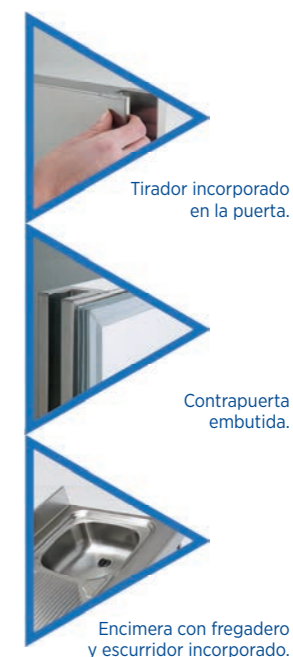 Tirador incorporado
en la puerta.
Contrapuerta
embutida.
Encimera con fregadero
y escurridor incorporado.